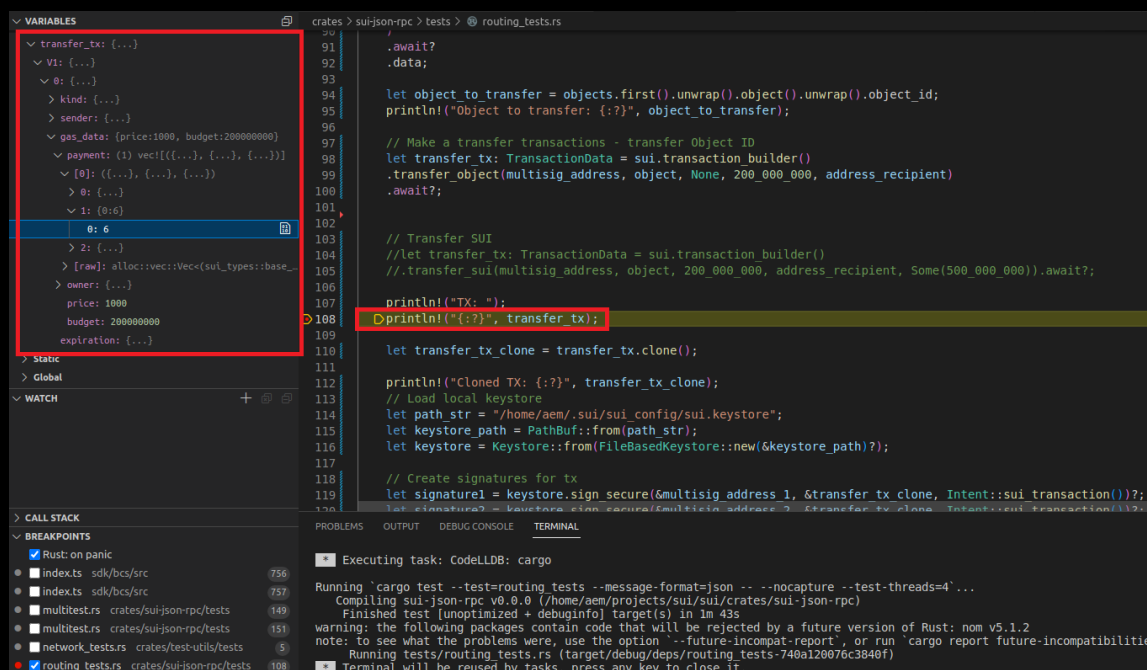 VARIABLES
transfer_tx: {...}
V1: {...}
0: {...}
kind: {...}
sender: {...}
gas_data: {price:1000, budget:200000000}
payment: (1) vec![({...}, {...}, {...})]
[0]: ({...}, {...}, {...})
0: {...}
1: {0:6}
0: 6
2: {...}
[raw]: alloc::vec::Vec<(sui_types::base_...
owner: {...}
price: 1000
budget: 200000000
expiration: {...}
Static
Global
WATCH
CALL STACK
BREAKPOINTS
Rust: on panic
index.ts sdk/bcs/src 756
index.ts sdk/bcs/src 757
multitest.rs crates/sui-json-rpc/tests 149
multitest.rs crates/sui-json-rpc/tests 151
network_tests.rs crates/test-utils/tests 5
routing_tests.rs crates/sui-json-rpc/tests 108
crates > sui-json-rpc > tests > routing_tests.rs
90 )
91 .await?
92 .data;
93
94 let object_to_transfer = objects.first().unwrap().object().unwrap().object_id;
95 println!("Object to transfer: {:?}", object_to_transfer);
96
97 // Make a transfer transactions - transfer Object ID
98 let transfer_tx: TransactionData = sui.transaction_builder()
99 .transfer_object(multisig_address, object, None, 200_000_000, address_recipient)
100 .await?;
101
102
103 // Transfer SUI
104 //let transfer_tx: TransactionData = sui.transaction_builder()
105 //.transfer_sui(multisig_address, object, 200_000_000, address_recipient, Some(500_000_000)).await?;
106
107 println!("TX: ");
108 println!("{:?}", transfer_tx);
109
110 let transfer_tx_clone = transfer_tx.clone();
111
112 println!("Cloned TX: {:?}", transfer_tx_clone);
113 // Load local keystore
114 let path_str = "/home/aem/.sui/sui_config/sui.keystore";
115 let keystore_path = PathBuf::from(path_str);
116 let keystore = Keystore::from(FileBasedKeystore::new(&keystore_path)?);
117
118 // Create signatures for tx
119 let signature1 = keystore.sign_secure(&multisig_address_1, &transfer_tx_clone, Intent::sui_transaction())?;
120 let signature2 = keystore.sign_secure(&multisig_address_2, &transfer_tx_clone, Intent::sui_transaction())?;
PROBLEMS OUTPUT DEBUG CONSOLE TERMINAL
* Executing task: CodeLLDB: cargo
Running `cargo test --test=routing_tests --message-format=json -- --nocapture --test-threads=4`...
Compiling sui-json-rpc v0.0.0 (/home/aem/projects/sui/sui/crates/sui-json-rpc)
Finished test [unoptimized + debuginfo] target(s) in 1m 43s
warning: the following packages contain code that will be rejected by a future version of Rust: nom v5.1.2
note: to see what the problems were, use the option `--future-incompat-report`, or run `cargo report future-incompatibilitie
Running tests/routing_tests.rs (target/debug/deps/routing_tests-740a120076c3840f)
* Terminal will be reused by tasks, press any key to close it.